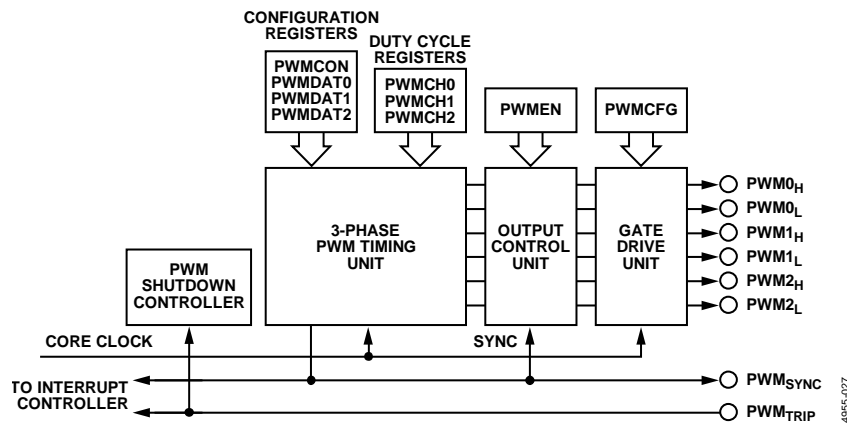 CONFIGURATION
REGISTERS
DUTY CYCLE
REGISTERS
PWMCON
PWMDAT0
PWMDAT1
PWMDAT2
PWMCH0
PWMCH1
PWMCH2
PWMEN
PWMCFG
3-PHASE
PWM TIMING
UNIT
OUTPUT
CONTROL
UNIT
GATE
DRIVE
UNIT
PWM0H
PWM0L
PWM1H
PWM1L
PWM2H
PWM2L
PWM
SHUTDOWN
CONTROLLER
CORE CLOCK
SYNC
TO INTERRUPT
CONTROLLER
PWMSYNC
PWMTRIP
4955-027